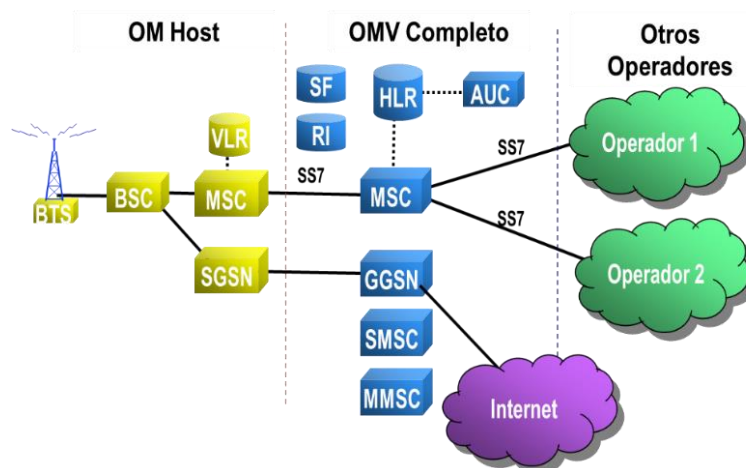 OM Host
OMV Completo
Otros
Operadores
SF
HLR
AUC
VLR
RI
Operador 1
SS7
BTS
BSC
MSC
SS7
MSC
SS7
Operador 2
SGSN
GGSN
SMSC
MMSC
Internet